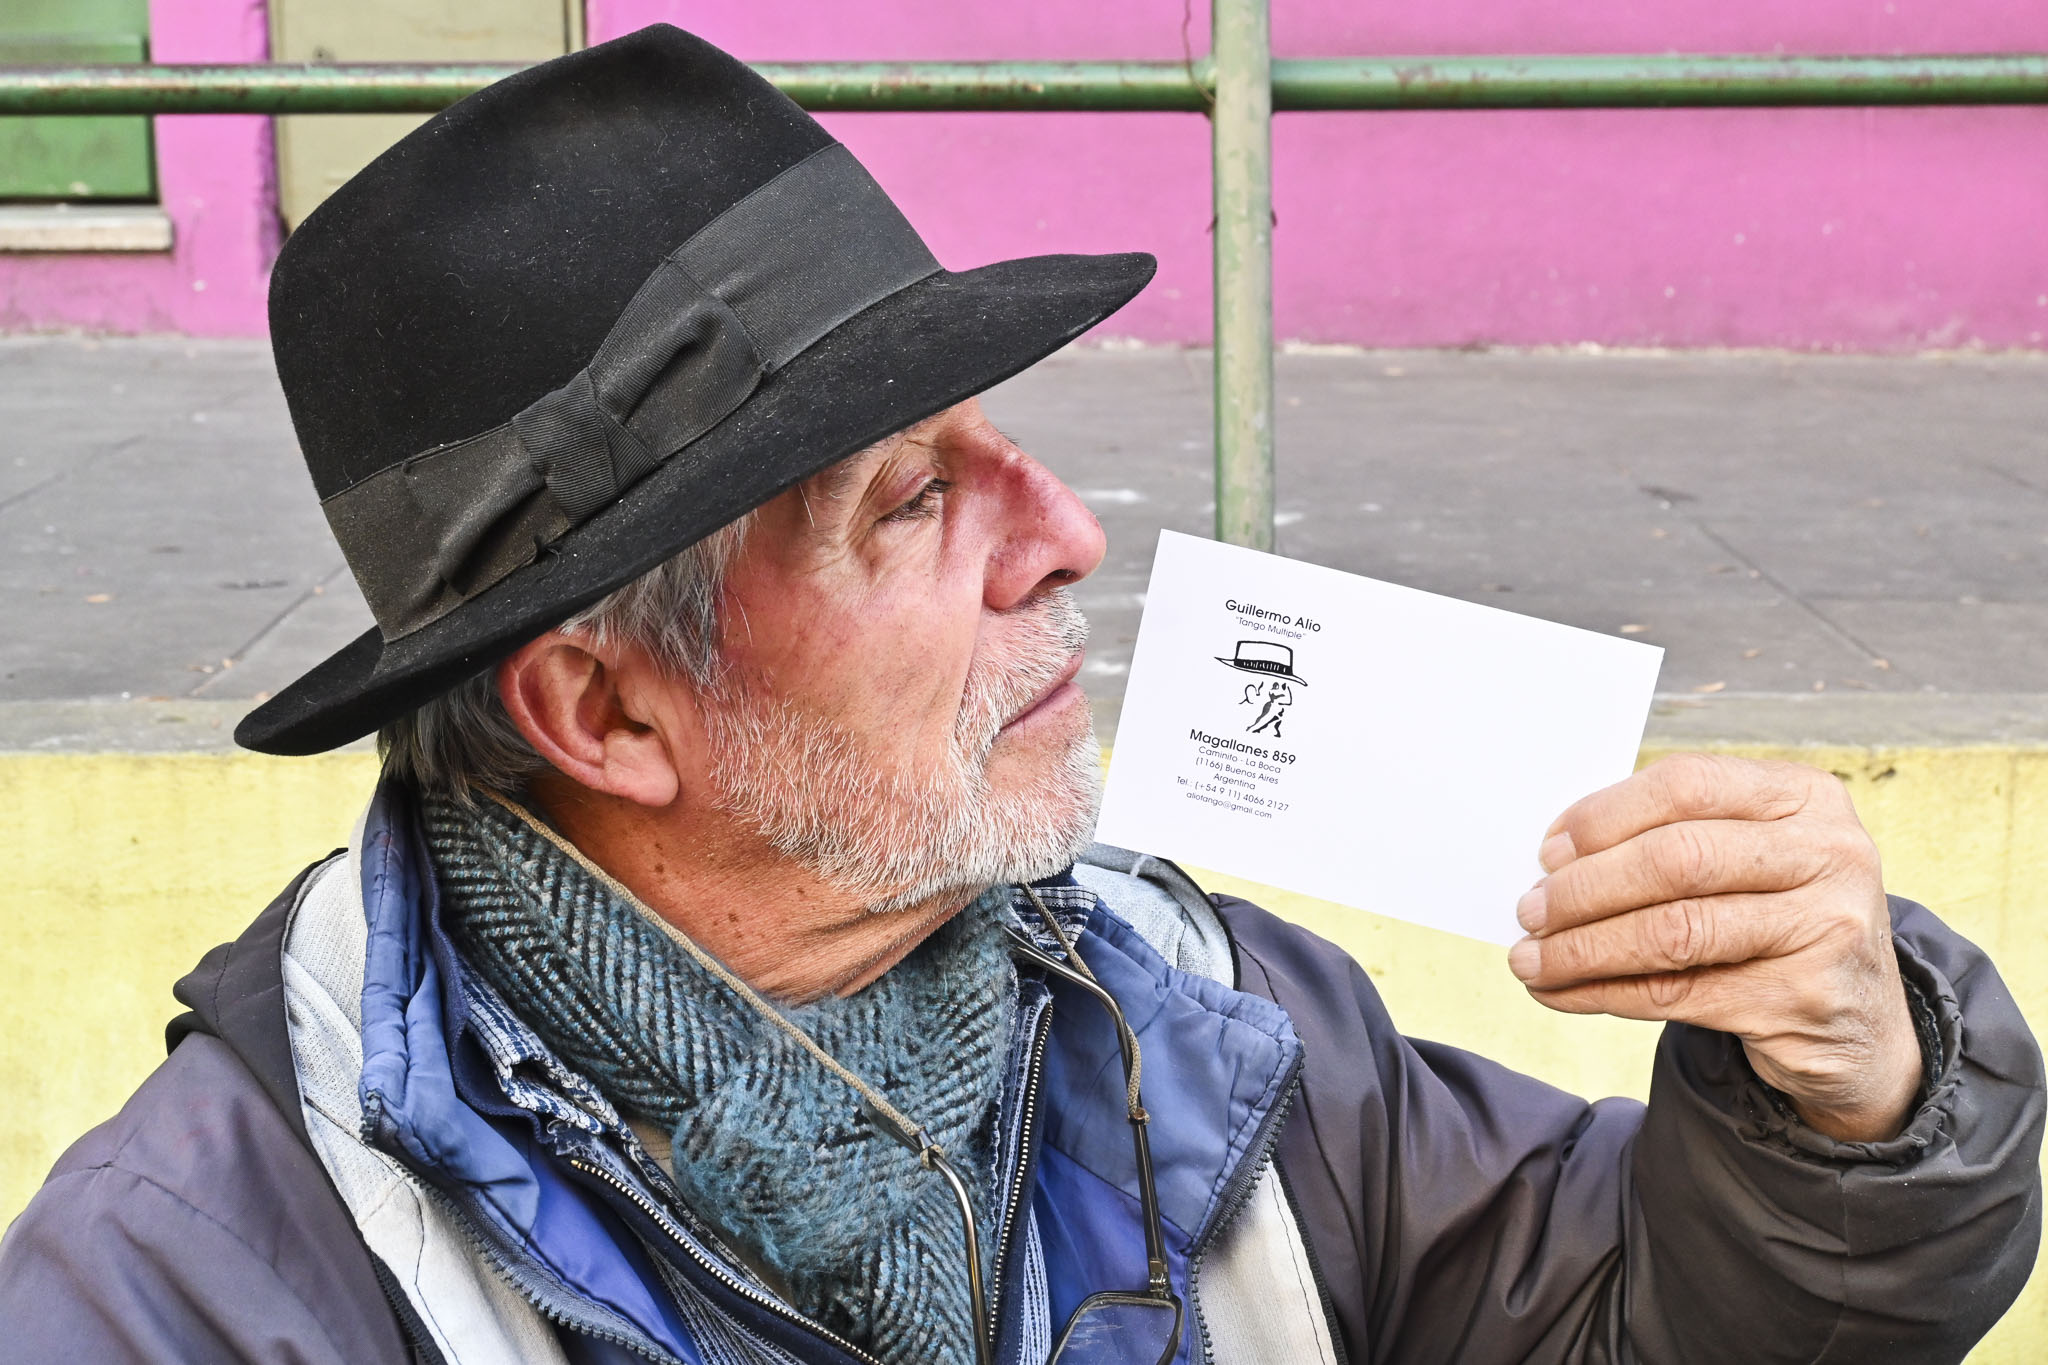 Guillermo Alio
"Tango Multiple"
Magallanes 859
Caminito - La Boca
(1166) Buenos Aires
Argentina
Tel.: (+54 9 11) 4066 2127
aliotango@gmail.com